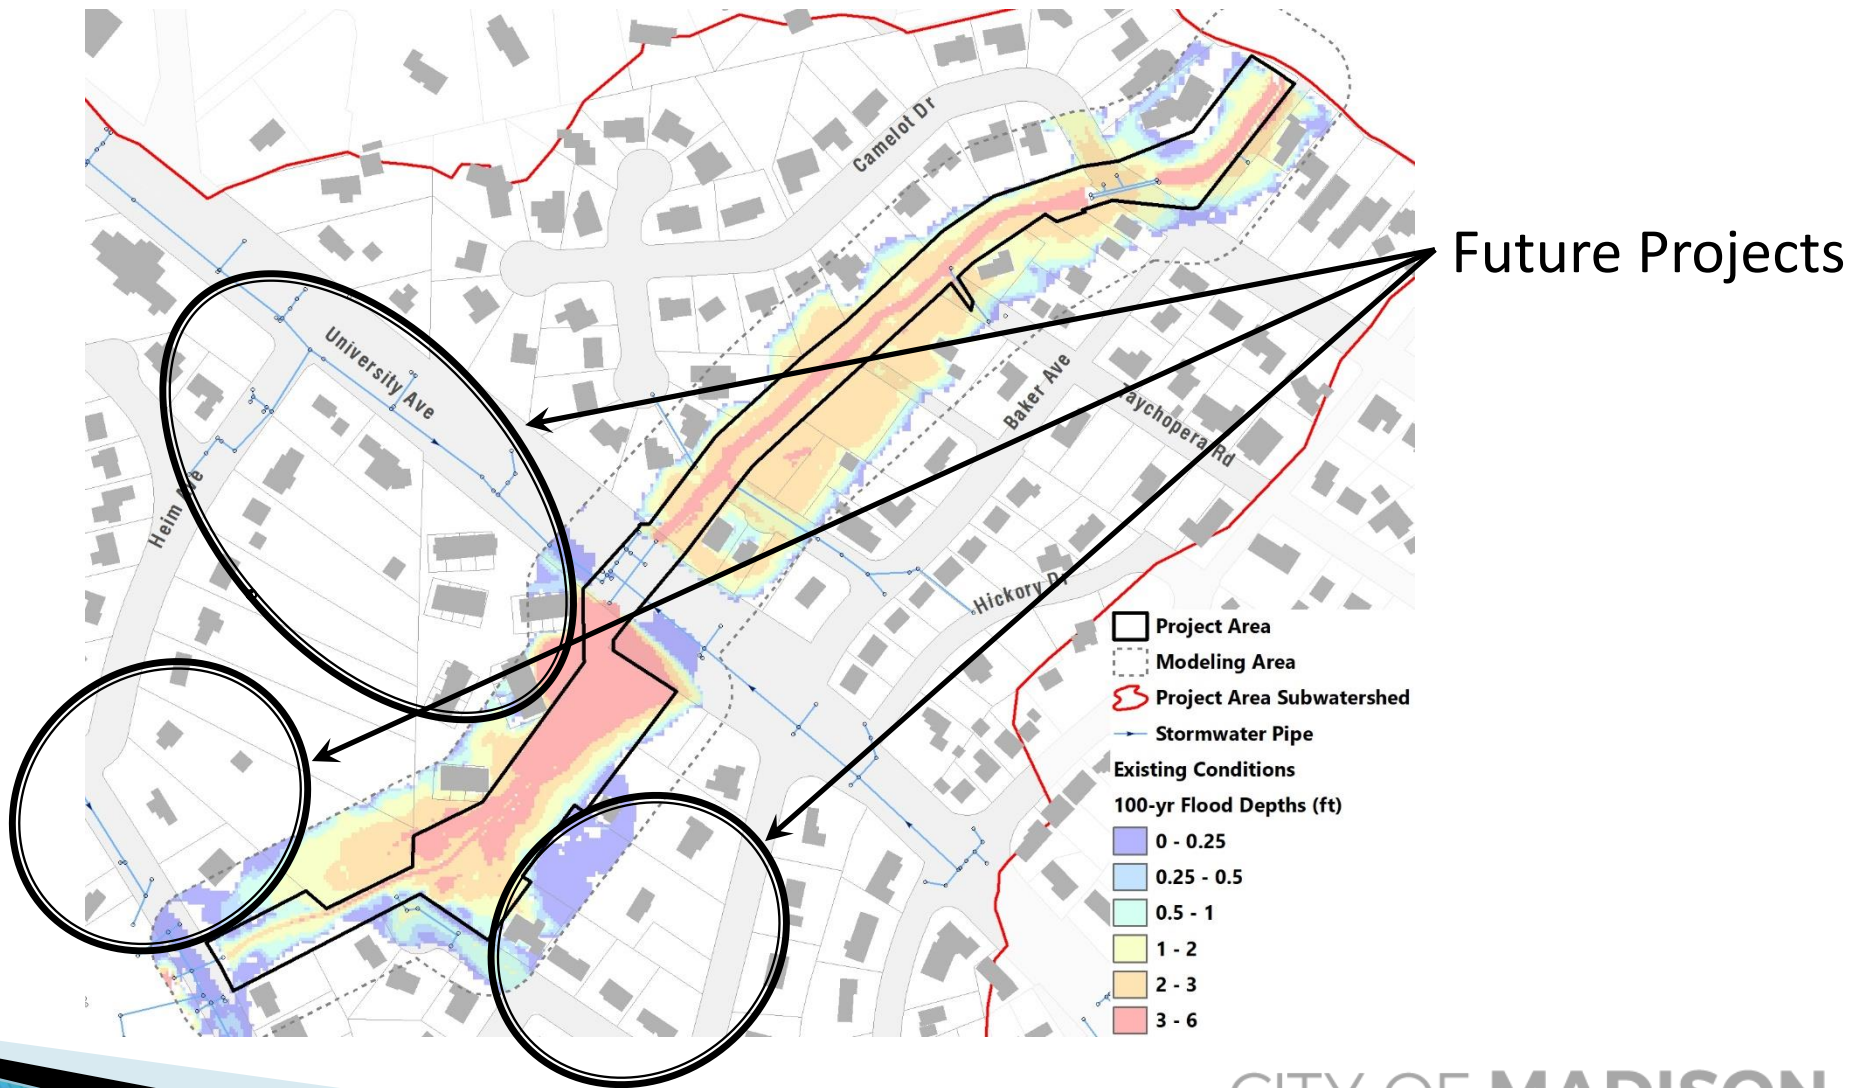 Camelot Dr
Future Projects
University Ave
Baker Ave
Taychopera Rd
Heim Ave
Hickory Dr
Project Area
Modeling Area
Project Area Subwatershed
Stormwater Pipe
Existing Conditions
100-yr Flood Depths (ft)
0 - 0.25
0.25 - 0.5
0.5 - 1
1 - 2
2 - 3
3 - 6
CITY OF MADISON